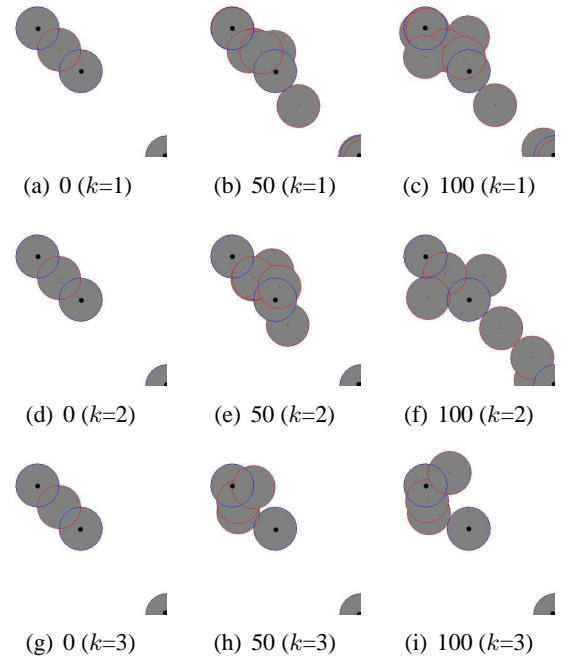 (a) 0 (k=1)
(b) 50 (k=1)
(c) 100 (k=1)
(d) 0 (k=2)
(e) 50 (k=2)
(f) 100 (k=2)
(g) 0 (k=3)
(h) 50 (k=3)
(i) 100 (k=3)